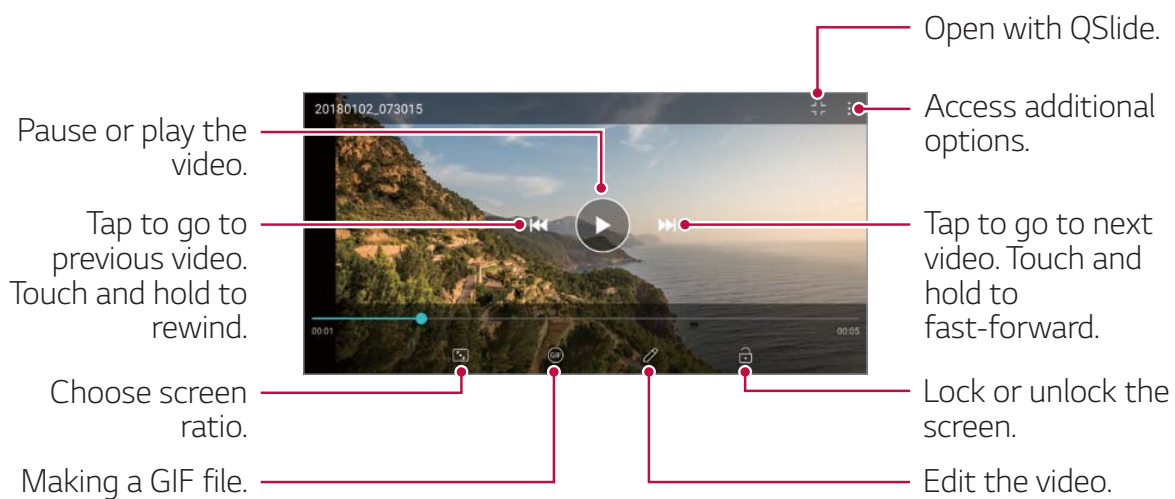 Open with QSlide.
20180102_073015
Access additional
options.
Pause or play the
video.
Tap to go to
previous video.
Touch and hold to
rewind.
Tap to go to next
video. Touch and
hold to
fast-forward.
00:01
00:05
GIF
Choose screen
ratio.
Lock or unlock the
screen.
Making a GIF file.
Edit the video.